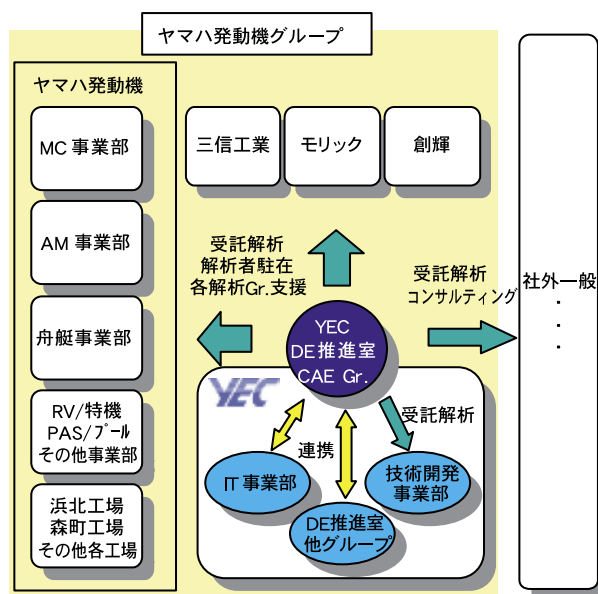 ヤマハ発動機グループ
ヤマハ発動機
MC 事業部
AM 事業部
舟艇事業部
RV/特機
PAS/プール
その他事業部
浜北工場
森町工場
その他各工場
三信工業
モリック
創輝
受託解析
解析者駐在
各解析Gr.支援
受託解析
コンサルティング
社外一般
・
・
・
YEC
DE推進室
CAE Gr.
YEC
連携
受託解析
IT 事業部
DE推進室
他グループ
技術開発
事業部